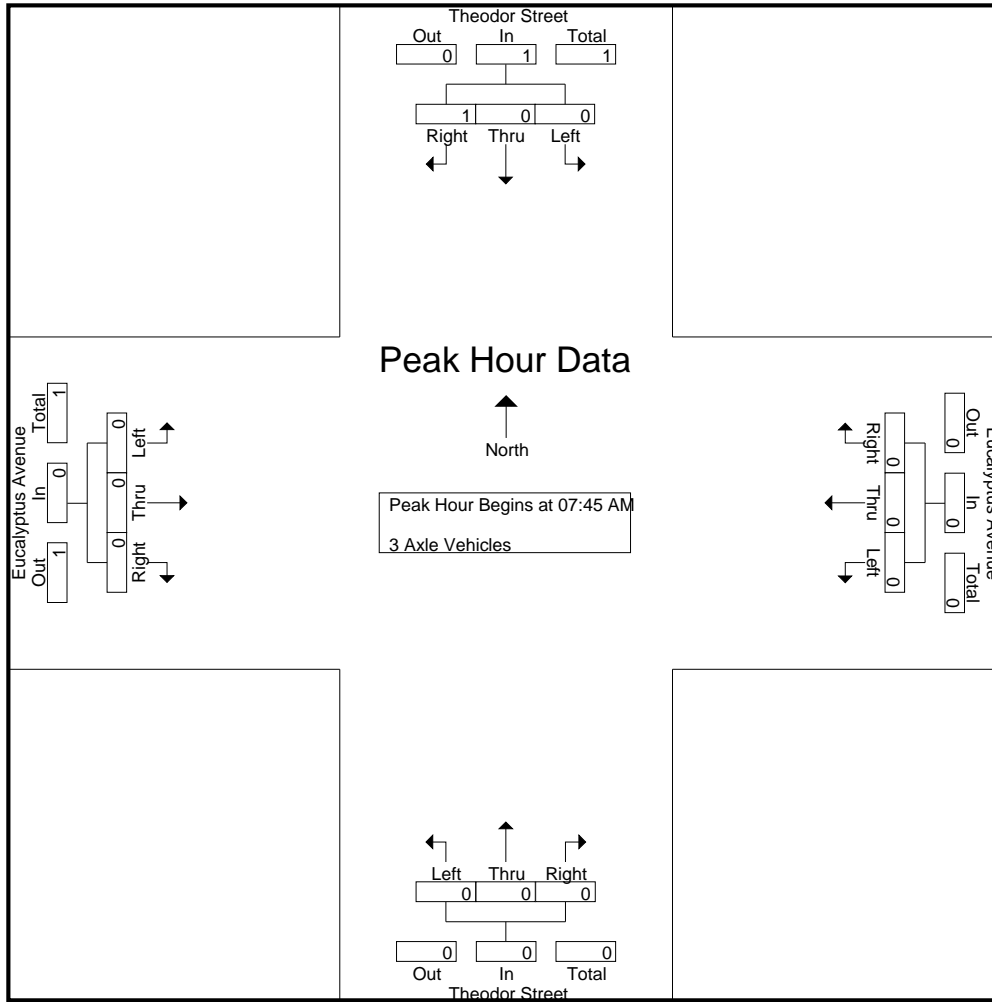 Theodor Street
Out In Total
0 1 1
1 0 0
Right Thru Left
Peak Hour Data
North
Peak Hour Begins at 07:45 AM
3 Axle Vehicles
Eucalyptus Avenue
Total In Out
1 0 1
0 0 0
Left Thru Right
Right Thru Left
0 0 0
0 0 0
Out In Total
Eucalyptus Avenue
Left Thru Right
0 0 0
0 0 0
Out In Total
Theodor Street